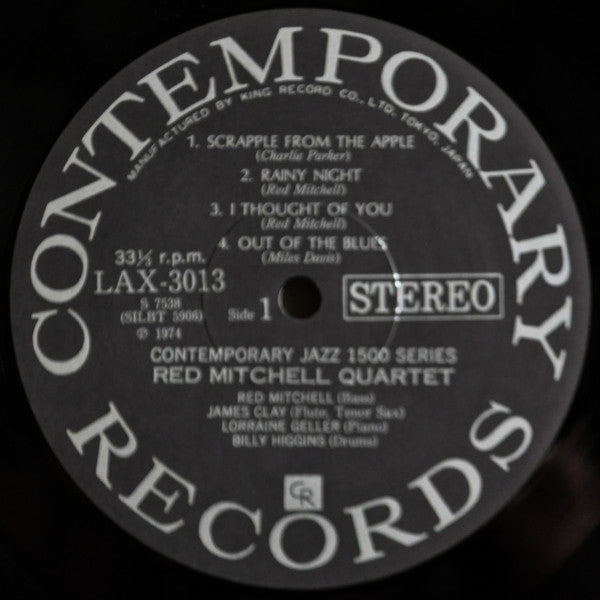 CONTEMPORARY
MANUFACTURED BY KING RECORD CO., LTD. TOKYO, JAPAN
1. SCRAPPLE FROM THE APPLE
(Charlie Parker)
2. RAINY NIGHT
(Red Mitchell)
3. I THOUGHT OF YOU
(Red Mitchell)
4. OUT OF THE BLUES
(Miles Davis)
33⅓ r.p.m.
LAX-3013
S 7538
(SILBT 5906)
℗ 1974
Side 1
STEREO
CONTEMPORARY JAZZ 1500 SERIES
RED MITCHELL QUARTET
RED MITCHELL (Bass)
JAMES CLAY (Flute, Tenor Sax)
LORRAINE GELLER (Piano)
BILLY HIGGINS (Drums)
CR
RECORDS